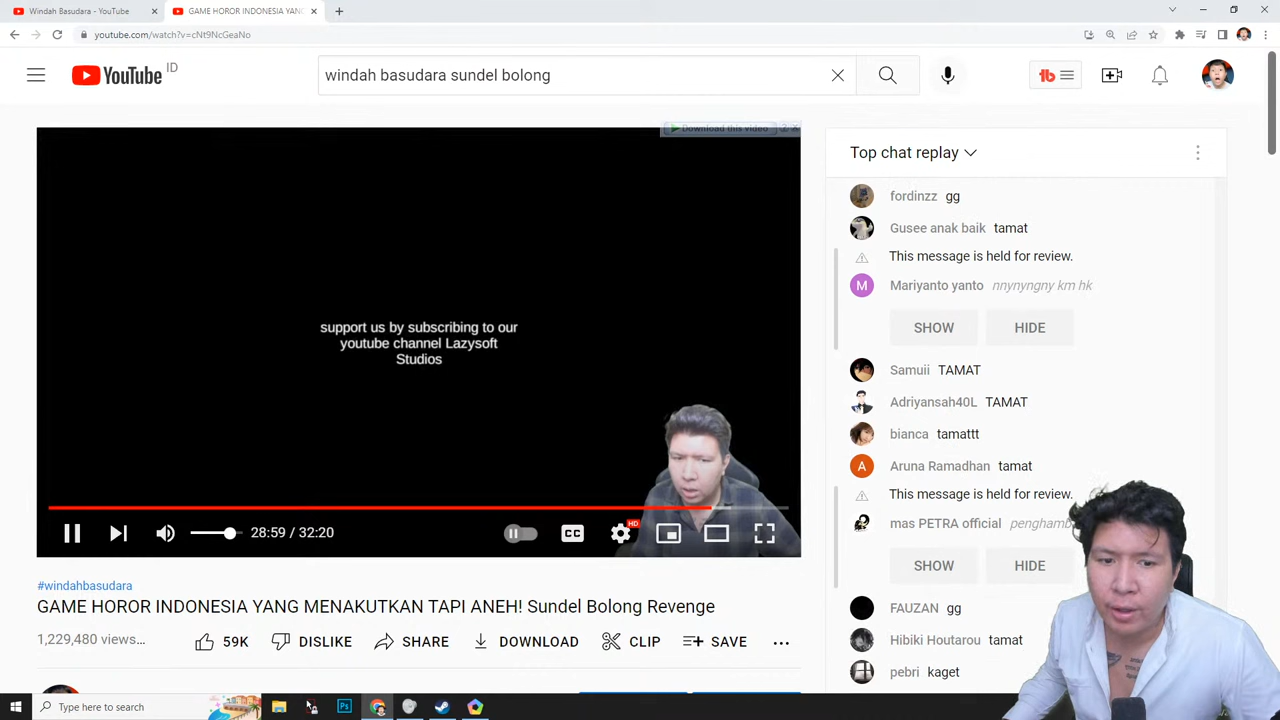 Windah Basudara - YouTube
GAME HOROR INDONESIA YANG
youtube.com/watch?v=cNt9NcGeaNo
YouTube ID
windah basudara sundel bolong
Download this video ? X
support us by subscribing to our
youtube channel Lazysoft
Studios
28:59 / 32:20
CC
HD
#windahbasudara
GAME HOROR INDONESIA YANG MENAKUTKAN TAPI ANEH! Sundel Bolong Revenge
1,229,480 views...
59K
DISLIKE
SHARE
DOWNLOAD
CLIP
SAVE
Top chat replay
fordinzz gg
Gusee anak baik tamat
This message is held for review.
M Mariyanto yanto nnynyngny km hk
SHOW HIDE
Samuii TAMAT
Adriyansah40L TAMAT
bianca tamattt
A Aruna Ramadhan tamat
This message is held for review.
mas PETRA official penghamb
SHOW HIDE
FAUZAN gg
Hibiki Houtarou tamat
pebri kaget
Type here to search
Ps